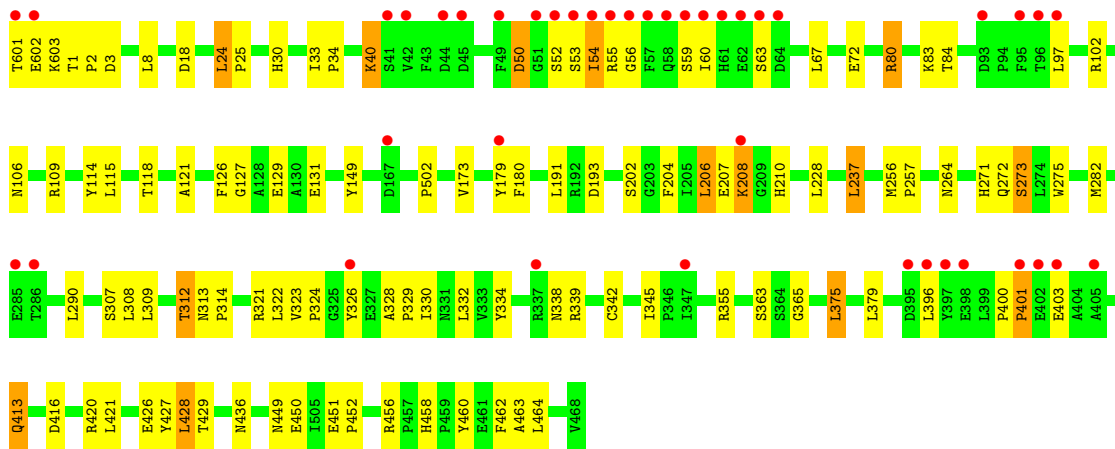 T601 E602 K603 T1 P2 D3 L8 D18 L24 P25 H30 I33 P34 K40 S41 V42 F43 D44 D45 F49 D50 G51 S52 S53 I54 R55 G56 F57 Q58 S59 I60 H61 E62 S63 D64 L67 E72 R80 K83 T84 D93 P94 F95 T96 L97 R102
N106 R109 Y114 L115 T118 A121 F126 G127 A128 E129 A130 E131 Y149 D167 P502 V173 Y179 F180 L191 R192 D193 S202 G203 F204 I205 L206 E207 K208 G209 H210 L228 L237 M256 P257 N264 H271 Q272 S273 L274 W275 M282
E285 T286 L290 S307 L308 L309 T312 N313 P314 R321 L322 V323 P324 G325 Y326 E327 A328 P329 I330 N331 L332 V333 Y334 R337 N338 R339 C342 I345 P346 I347 R355 S363 S364 G365 L375 L379 D395 L396 Y397 E398 L399 P400 P401 E402 E403 A404 A405
Q413 D416 R420 L421 E426 Y427 L428 T429 N436 N449 E450 I505 E451 P452 R456 P457 H458 P459 Y460 E461 F462 A463 L464 V468